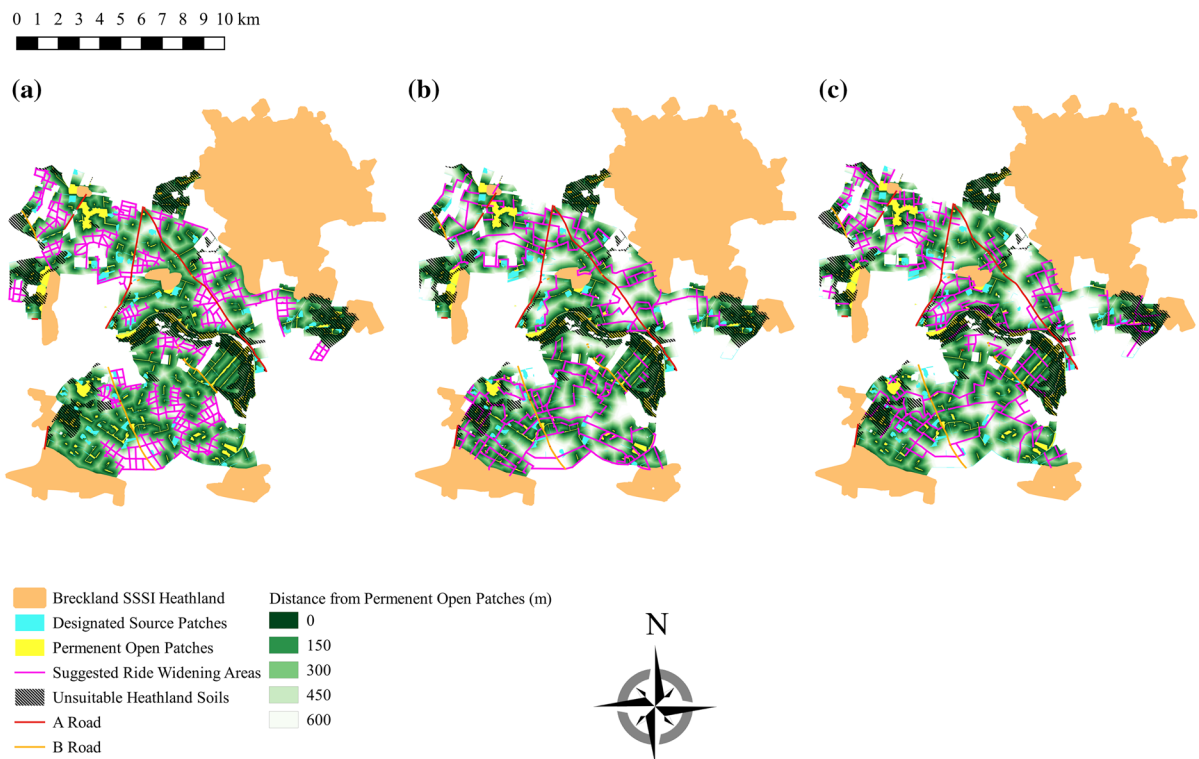 0 1 2 3 4 5 6 7 8 9 10 km
(a) (b) (c)
Breckland SSSI Heathland
Designated Source Patches
Permenent Open Patches
Suggested Ride Widening Areas
Unsuitable Heathland Soils
A Road
B Road
Distance from Permenent Open Patches (m)
0
150
300
450
600
N